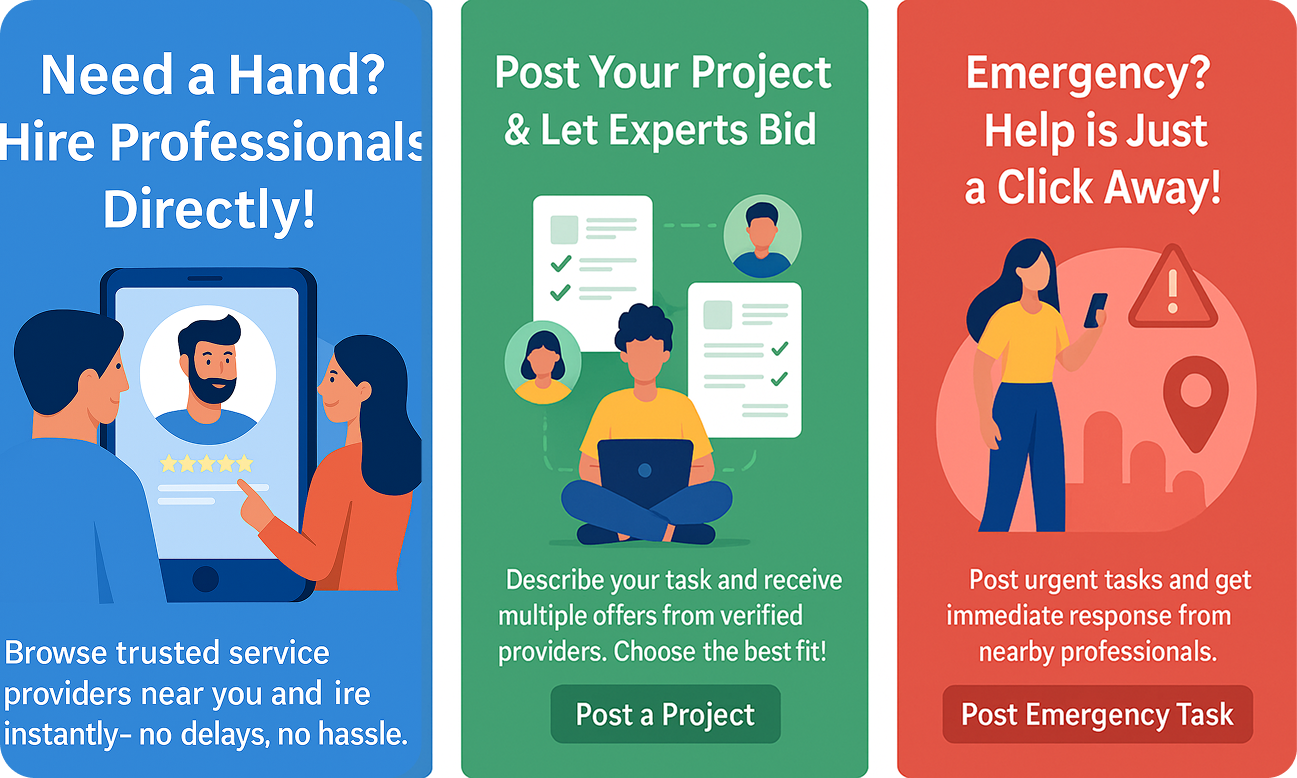 Need a Hand?
Hire Professionals
Directly!
Browse trusted service
providers near you and ire
instantly– no delays, no hassle.
Post Your Project
& Let Experts Bid
Describe your task and receive
multiple offers from verified
providers. Choose the best fit!
Post a Project
Emergency?
Help is Just
a Click Away!
Post urgent tasks and get
immediate response from
nearby professionals.
Post Emergency Task